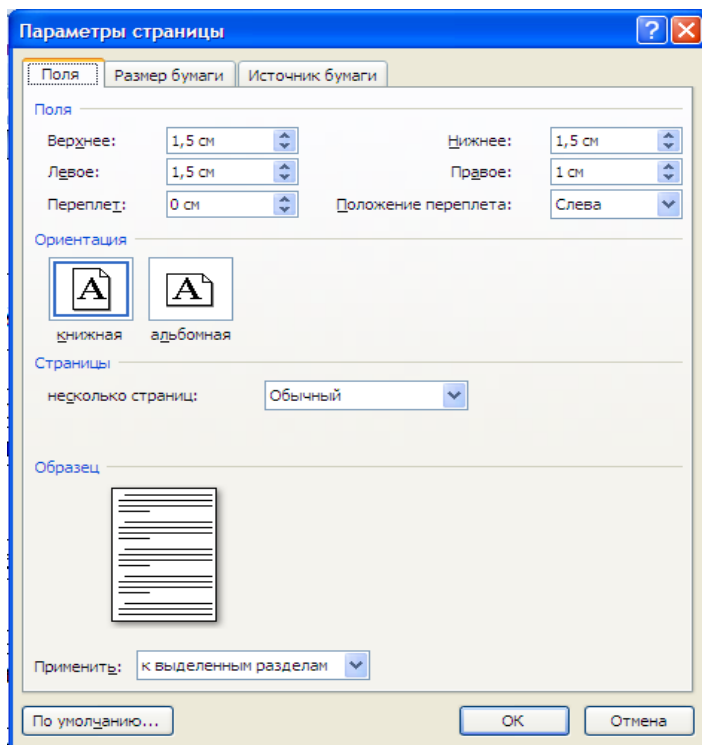 Параметры страницы
Поля Размер бумаги Источник бумаги
Поля
Верхнее: 1,5 см Нижнее: 1,5 см
Левое: 1,5 см Правое: 1 см
Переплет: 0 см Положение переплета: Слева
Ориентация
A A
книжная альбомная
Страницы
несколько страниц: Обычный
Образец
Применить: к выделенным разделам
По умолчанию... ОК Отмена